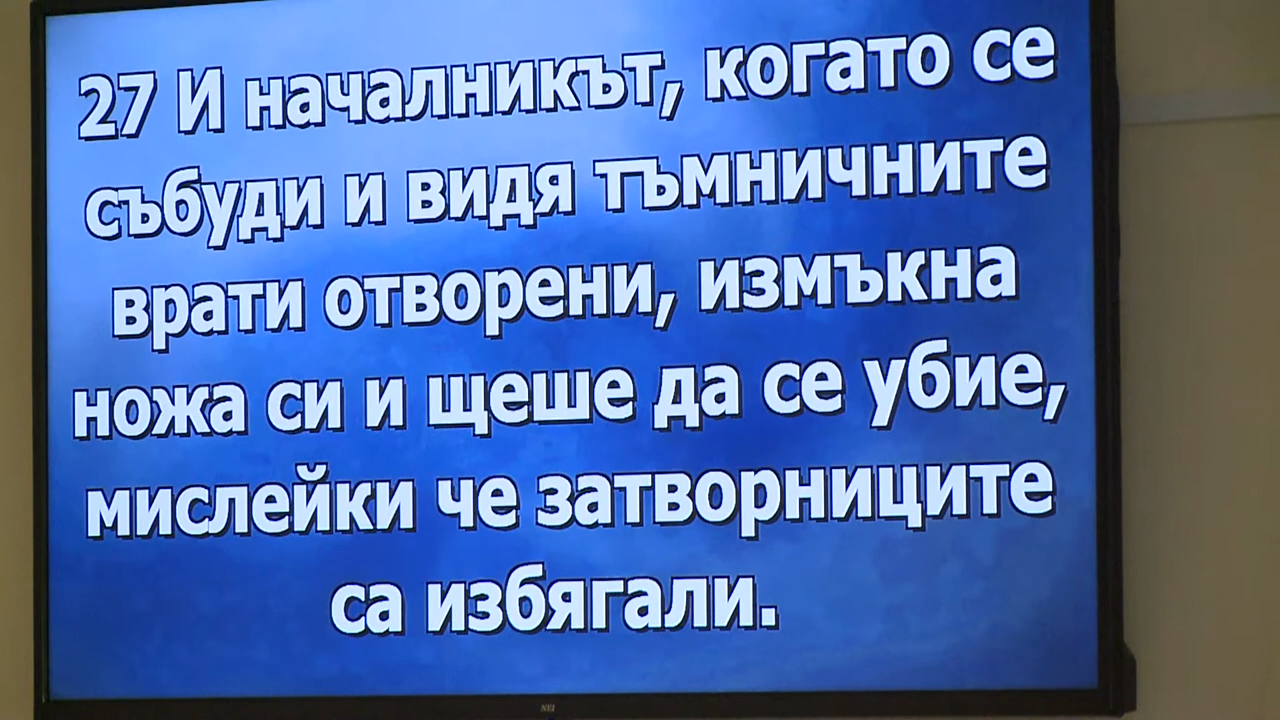 27 И началникът, когато се
събуди и видя тъмничните
врати отворени, измъкна
ножа си и щеше да се убие,
мислейки че затворниците
са избягали.
NEI